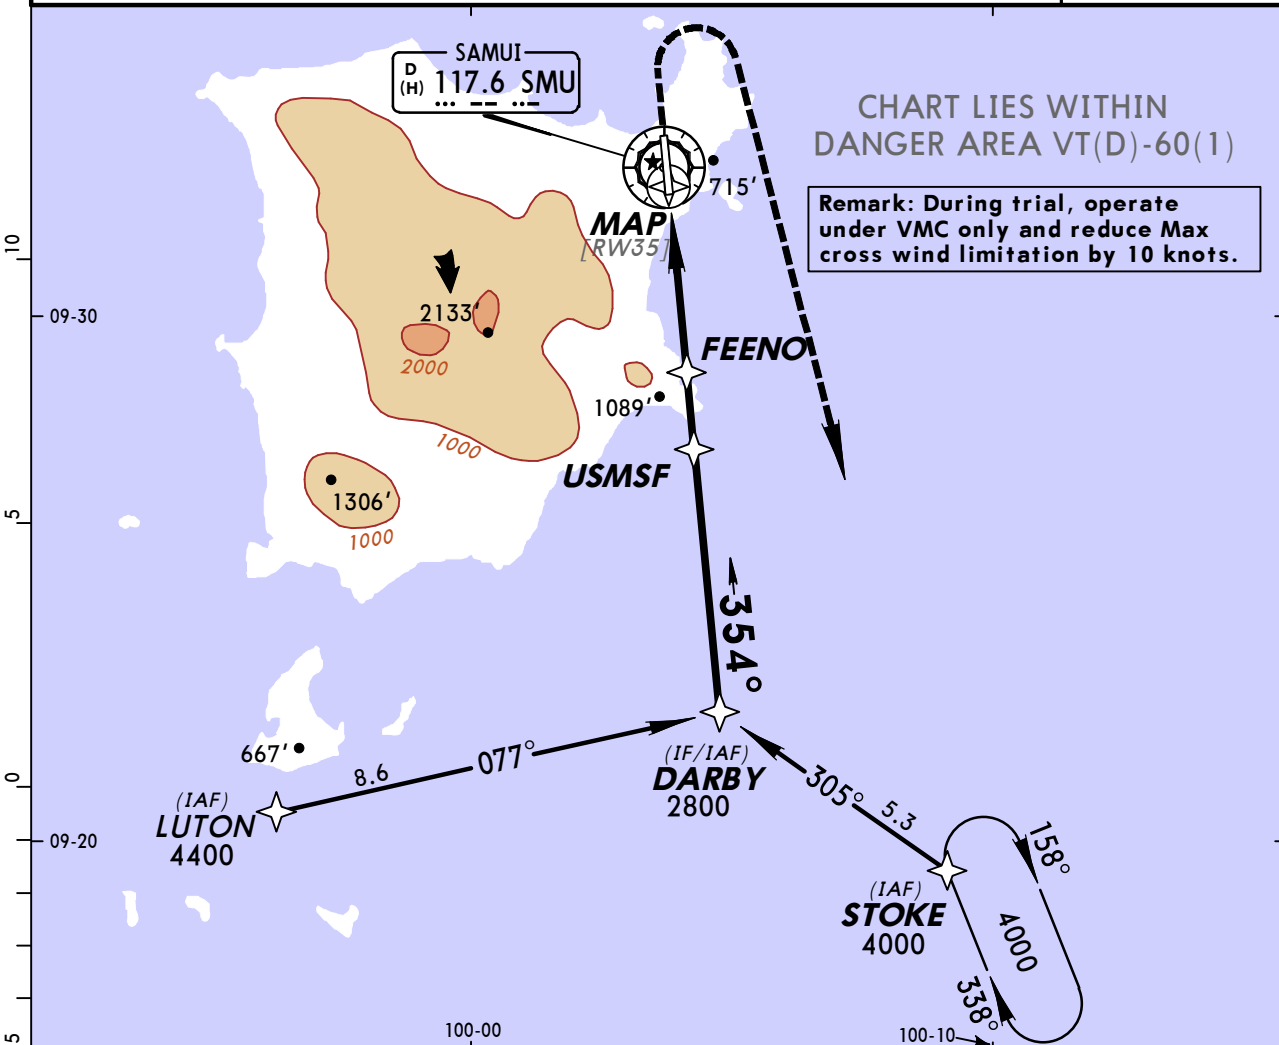 SAMUI
D
(H) 117.6 SMU
CHART LIES WITHIN
DANGER AREA VT(D)-60(1)
715'
Remark: During trial, operate
under VMC only and reduce Max
cross wind limitation by 10 knots.
MAP
[RW35]
10
09-30
2133'
2000
FEENO
1089'
1000
USMSF
1306'
1000
5
354°
667'
8.6
077°
(IF/IAF)
DARBY
2800
305°
5.3
0
(IAF)
LUTON
4400
09-20
158°
(IAF)
STOKE
4000
4000
338°
5
100-00
100-10